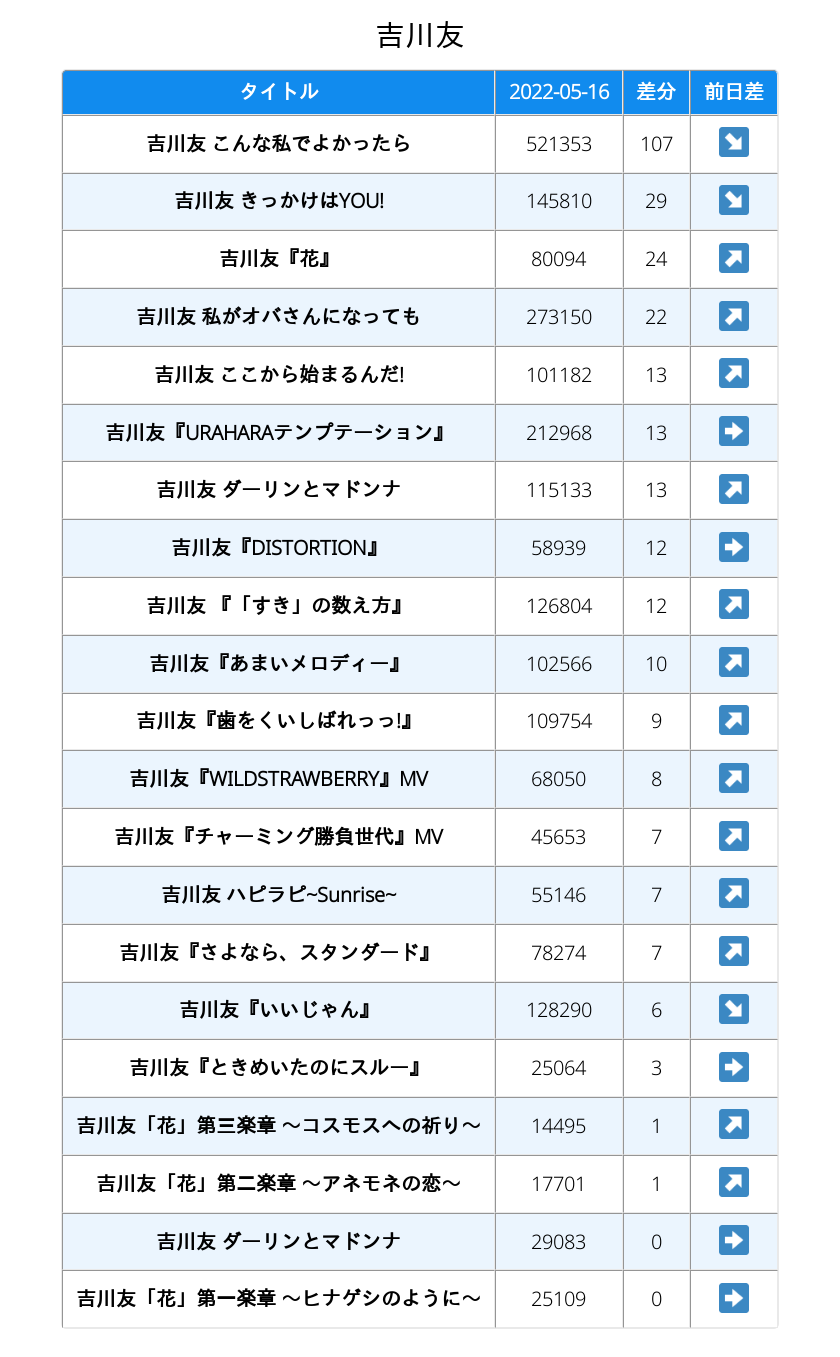 吉川友
タイトル 2022-05-16 差分 前日差
吉川友 こんな私でよかったら 521353 107 ↘
吉川友 きっかけはYOU! 145810 29 ↘
吉川友『花』 80094 24 ↗
吉川友 私がオバさんになっても 273150 22 ↗
吉川友 ここから始まるんだ! 101182 13 ↗
吉川友『URAHARAテンプテーション』 212968 13 ➡
吉川友 ダーリンとマドンナ 115133 13 ↗
吉川友『DISTORTION』 58939 12 ➡
吉川友 『「すき」の数え方』 126804 12 ↗
吉川友『あまいメロディー』 102566 10 ↗
吉川友『歯をくいしばれっっ!』 109754 9 ↗
吉川友『WILDSTRAWBERRY』MV 68050 8 ↗
吉川友『チャーミング勝負世代』MV 45653 7 ↗
吉川友 ハピラピ~Sunrise~ 55146 7 ↗
吉川友『さよなら、スタンダード』 78274 7 ↗
吉川友『いいじゃん』 128290 6 ↘
吉川友『ときめいたのにスルー』 25064 3 ➡
吉川友「花」第三楽章 〜コスモスへの祈り〜 14495 1 ↗
吉川友「花」第二楽章 〜アネモネの恋〜 17701 1 ↗
吉川友 ダーリンとマドンナ 29083 0 ➡
吉川友「花」第一楽章 〜ヒナゲシのように〜 25109 0 ➡